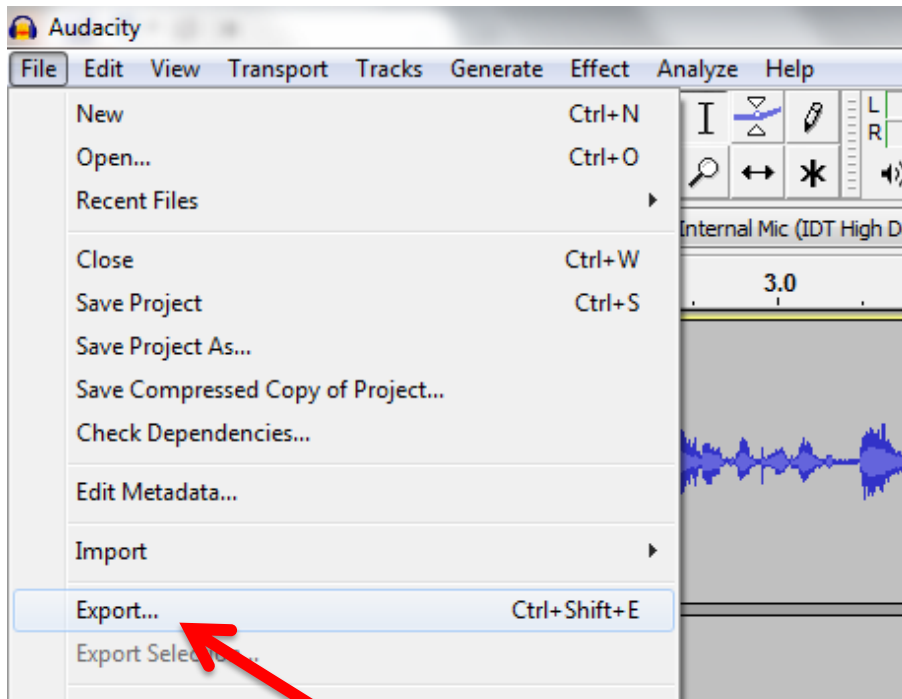 Audacity
File Edit View Transport Tracks Generate Effect Analyze Help
New Ctrl+N
Open... Ctrl+O
Recent Files
Close Ctrl+W
Save Project Ctrl+S
Save Project As...
Save Compressed Copy of Project...
Check Dependencies...
Edit Metadata...
Import
Export... Ctrl+Shift+E
Export
L
R
Internal Mic (IDT High D
3.0